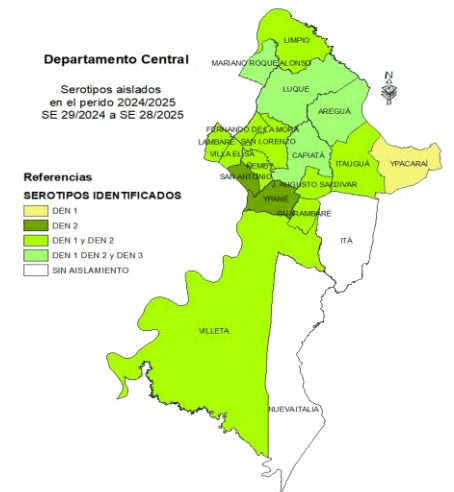 Departamento Central
Serotipos aislados
en el perido 2024/2025
SE 29/2024 a SE 28/2025
Referencias
SEROTIPOS IDENTIFICADOS
DEN 1
DEN 2
DEN 1 y DEN 2
DEN 1 DEN 2 y DEN 3
SIN AISLAMIENTO
N
LIMPIO
MARIANO ROQUE ALONSO
LUQUE
AREGUÀ
FERNANDO DE LA MORA
LAMBARÉ SAN LORENZO
VILLA ELISA
CAPIATÁ
ITAUGUÀ
YPACARAÍ
ÑEMBY
SAN ANTONIO
J. AUGUSTO SALDIVAR
YPANÉ
GUARAMBARÉ
ITÀ
VILLETA
NUEVA ITALIA